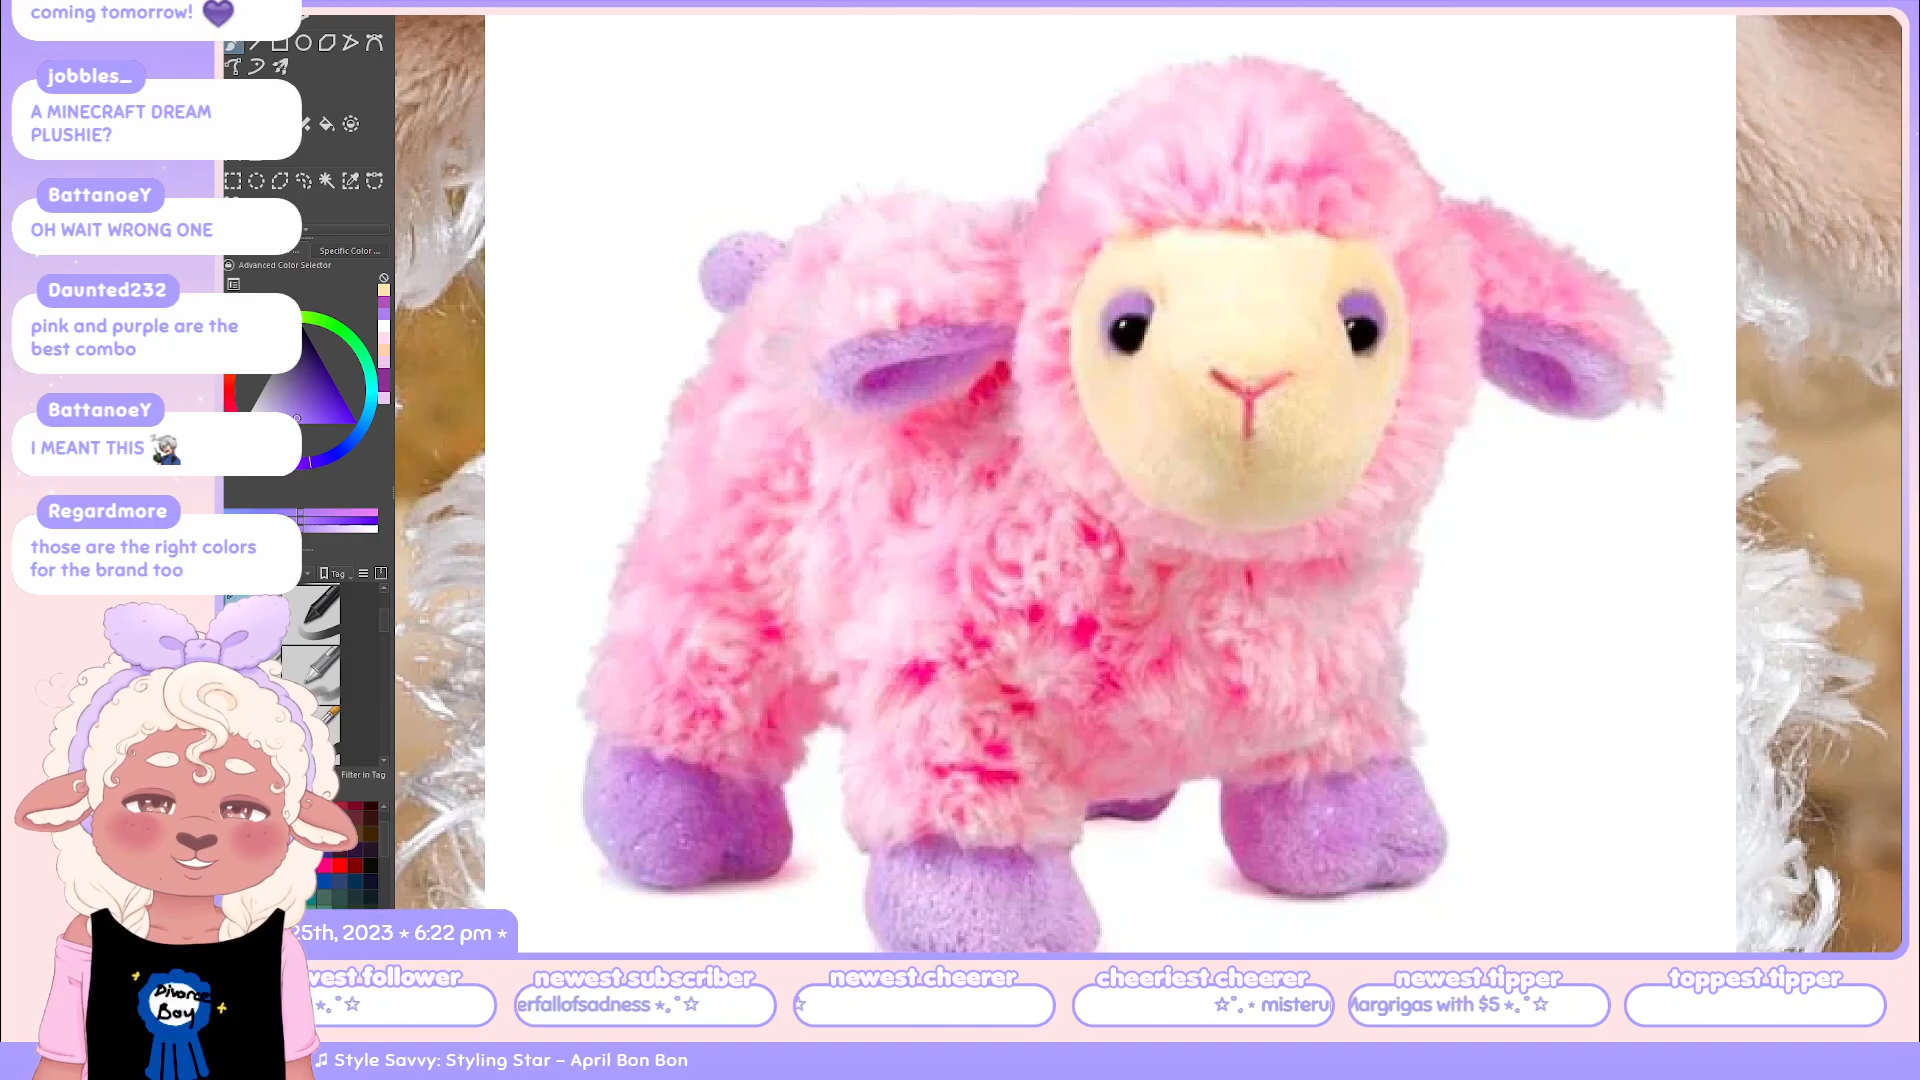 coming tomorrow!
jobbles_
A MINECRAFT DREAM
PLUSHIE?
BattanoeY
OH WAIT WRONG ONE
Daunted232
pink and purple are the
best combo
BattanoeY
I MEANT THIS
Regardmore
those are the right colors
for the brand too
Specific Color ...
Advanced Color Selector
Tag
Filter in Tag
Divorce
Boy
25th, 2023 ⋆ 6:22 pm ⋆
west follower
newest subscriber
newest cheerer
cheeriest cheerer
newest tipper
toppest tipper
erfallofsadness ⋆｡˚☆
☆˚｡⋆ misteru
Margrigas with $5 ⋆｡˚☆
♫ Style Savvy: Styling Star – April Bon Bon